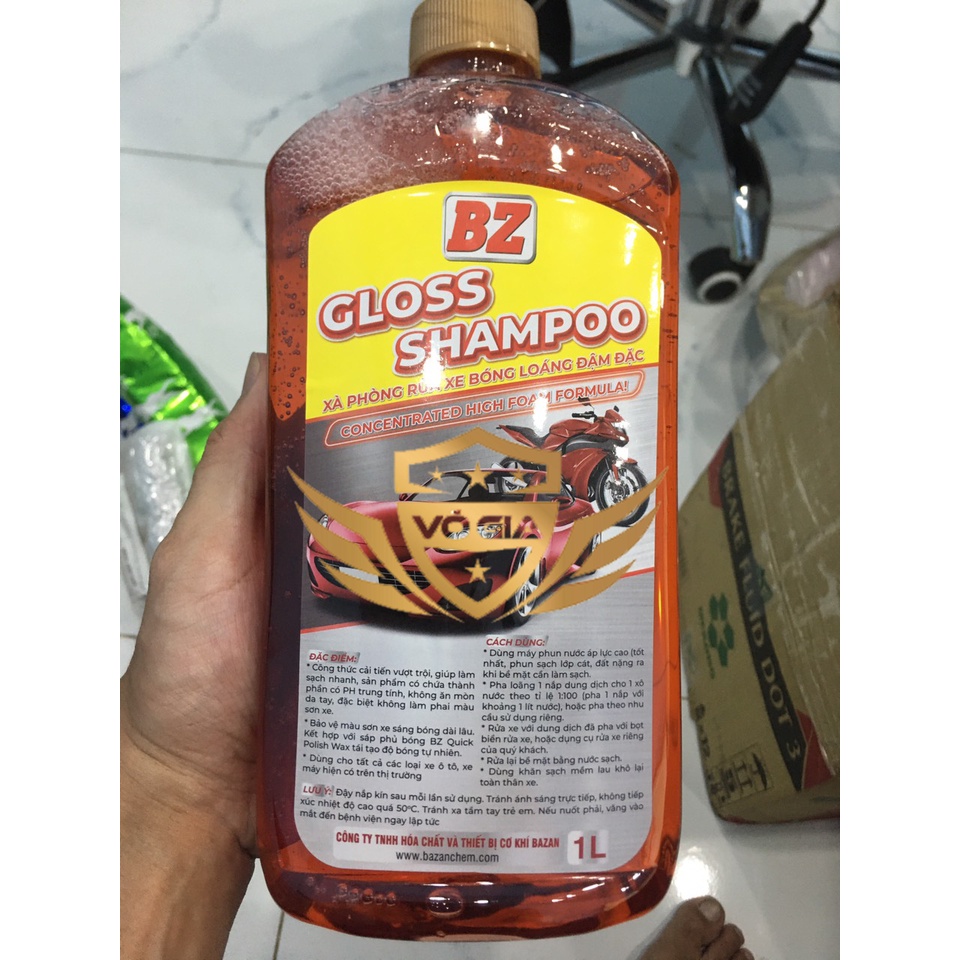 BZ
GLOSS
SHAMPOO
XÀ PHÒNG RỬA XE BÓNG LOÁNG ĐẬM ĐẶC
CONCENTRATED HIGH FOAM FORMULA!
VÕ GIA
ĐẶC ĐIỂM:
* Công thức cải tiến vượt trội, giúp làm
sạch nhanh, sản phẩm có chứa thành
phần có PH trung tính, không ăn mòn
da tay, đặc biệt không làm phai màu
sơn xe.
* Bảo vệ màu sơn xe sáng bóng dài lâu.
Kết hợp với sáp phủ bóng BZ Quick
Polish Wax tái tạo độ bóng tự nhiên.
* Dùng cho tất cả các loại xe ô tô, xe
máy hiện có trên thị trường
CÁCH DÙNG:
* Dùng máy phun nước áp lực cao (tốt
nhất, phun sạch lớp cát, đất nặng ra
khỉ bề mặt cần làm sạch.
* Pha loãng 1 nắp dung dịch cho 1 xô
nước theo tỉ lệ 1:100 (pha 1 nắp với
khoảng 1 lít nước), hoặc pha theo nhu
cầu sử dụng riêng.
* Rửa xe với dung dịch đã pha với bọt
biển rửa xe, hoặc dụng cụ rửa xe riêng
của quý khách.
* Rửa lại bề mặt bằng nước sạch.
* Dùng khăn sạch mềm lau khô lại
toàn thân xe.
LƯU Ý: Đậy nắp kín sau mỗi lần sử dụng. Tránh ánh sáng trực tiếp, không tiếp
xúc nhiệt độ cao quá 50°C. Tránh xa tầm tay trẻ em. Nếu nuốt phải, văng vào
mắt đến bệnh viện ngay lập tức
CÔNG TY TNHH HÓA CHẤT VÀ THIẾT BỊ CƠ KHÍ BAZAN
www.bazanchem.com
1L
BRAKE FLUID DOT 3